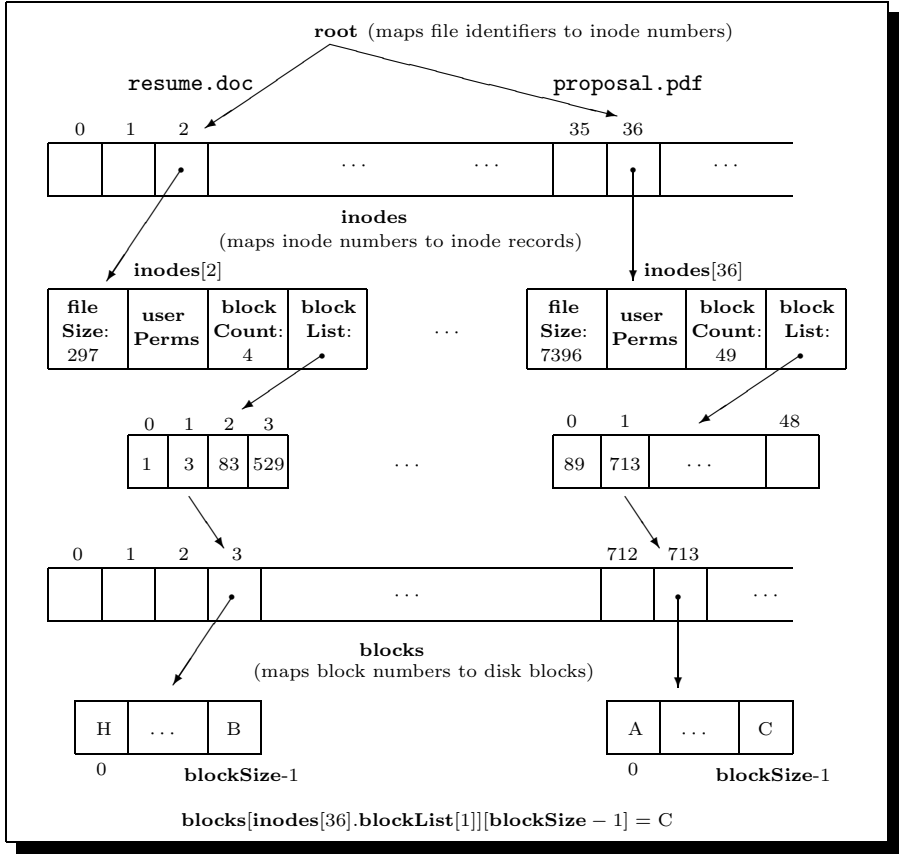 root (maps file identifiers to inode numbers)
resume.doc proposal.pdf
0 1 2 35 36
... ... ...
inodes
(maps inode numbers to inode records)
inodes[2] inodes[36]
file Size: 297 user Perms block Count: 4 block List: ... file Size: 7396 user Perms block Count: 49 block List:
0 1 2 3 0 1 48
1 3 83 529 ... 89 713 ...
0 1 2 3 712 713
... ...
blocks
(maps block numbers to disk blocks)
H ... B A ... C
0 blockSize-1 0 blockSize-1
blocks[inodes[36].blockList[1]][blockSize − 1] = C